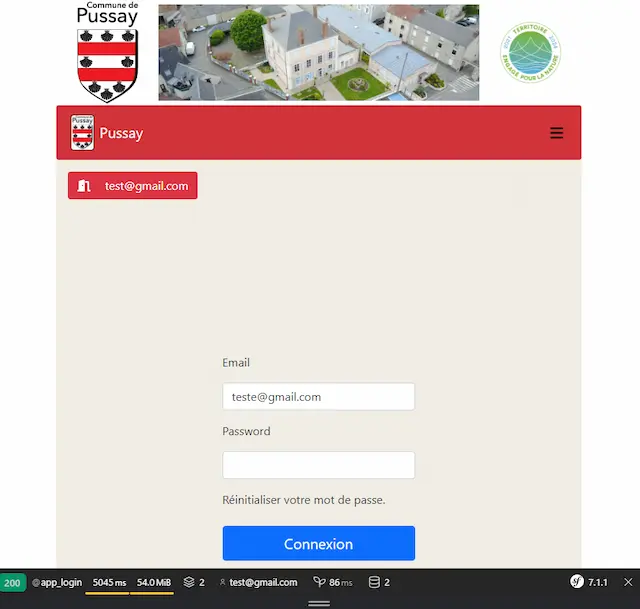 Commune de
Pussay
TERRITOIRE
ENGAGÉ POUR LA NATURE
Pussay
Pussay
test@gmail.com
Email
teste@gmail.com
Password
Réinitialiser votre mot de passe.
Connexion
200 @app_login 5045 ms 54.0 MiB 2 test@gmail.com 86 ms 2 7.1.1